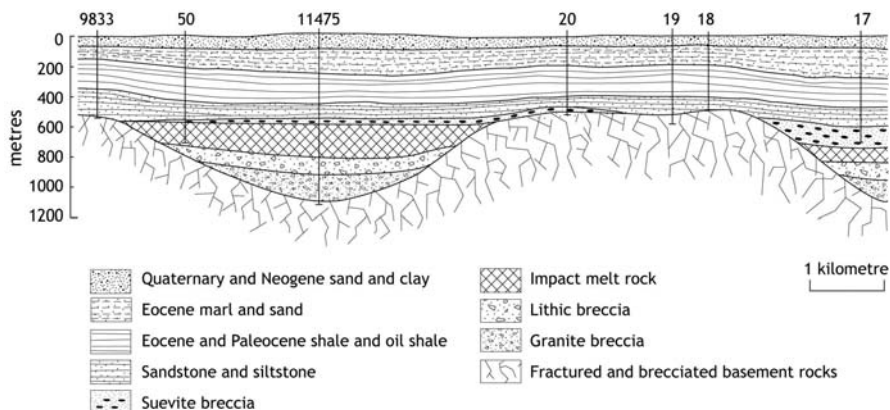 9833 50 11475 20 19 18 17
metres
0
200
400
600
800
1000
1200
1 kilometre
Quaternary and Neogene sand and clay
Eocene marl and sand
Eocene and Paleocene shale and oil shale
Sandstone and siltstone
Suevite breccia
Impact melt rock
Lithic breccia
Granite breccia
Fractured and brecciated basement rocks